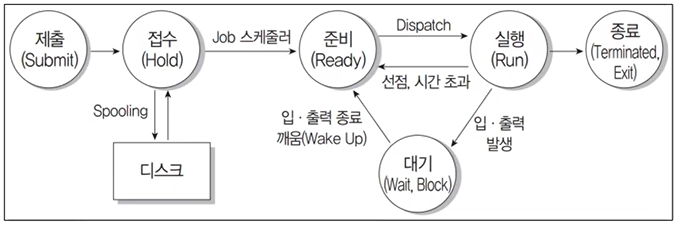 제출
(Submit)
접수
(Hold)
Job 스케줄러
준비
(Ready)
Dispatch
선점, 시간 초과
실행
(Run)
종료
(Terminated,
Exit)
Spooling
디스크
입·출력 종료
깨움(Wake Up)
대기
(Wait, Block)
입·출력
발생